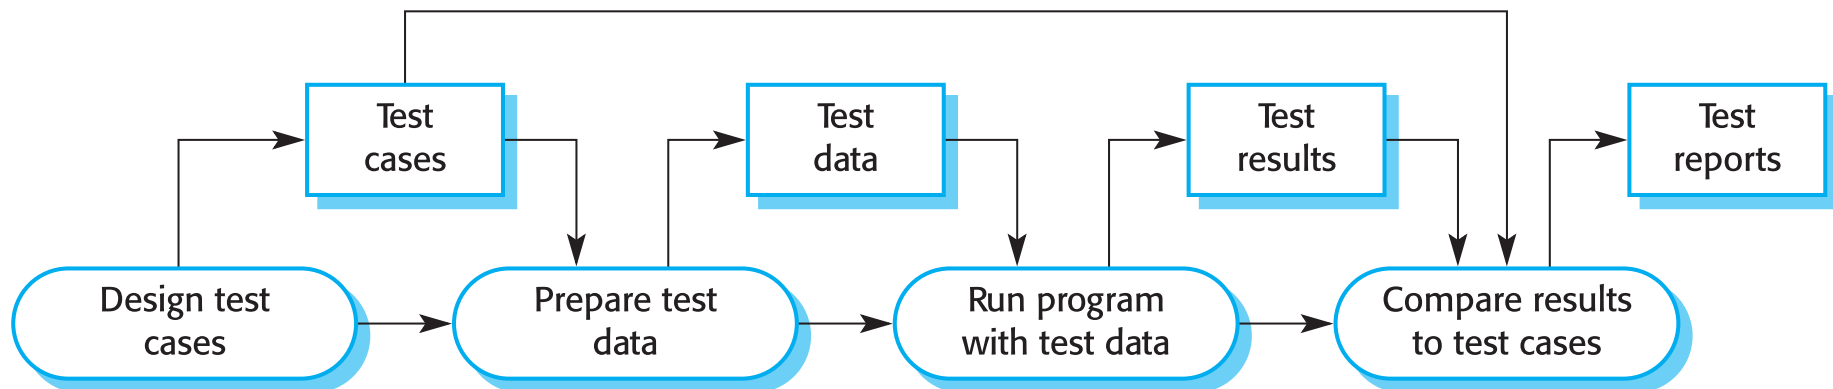 Test
cases
Test
data
Test
results
Test
reports
Design test
cases
Prepare test
data
Run program
with test data
Compare results
to test cases